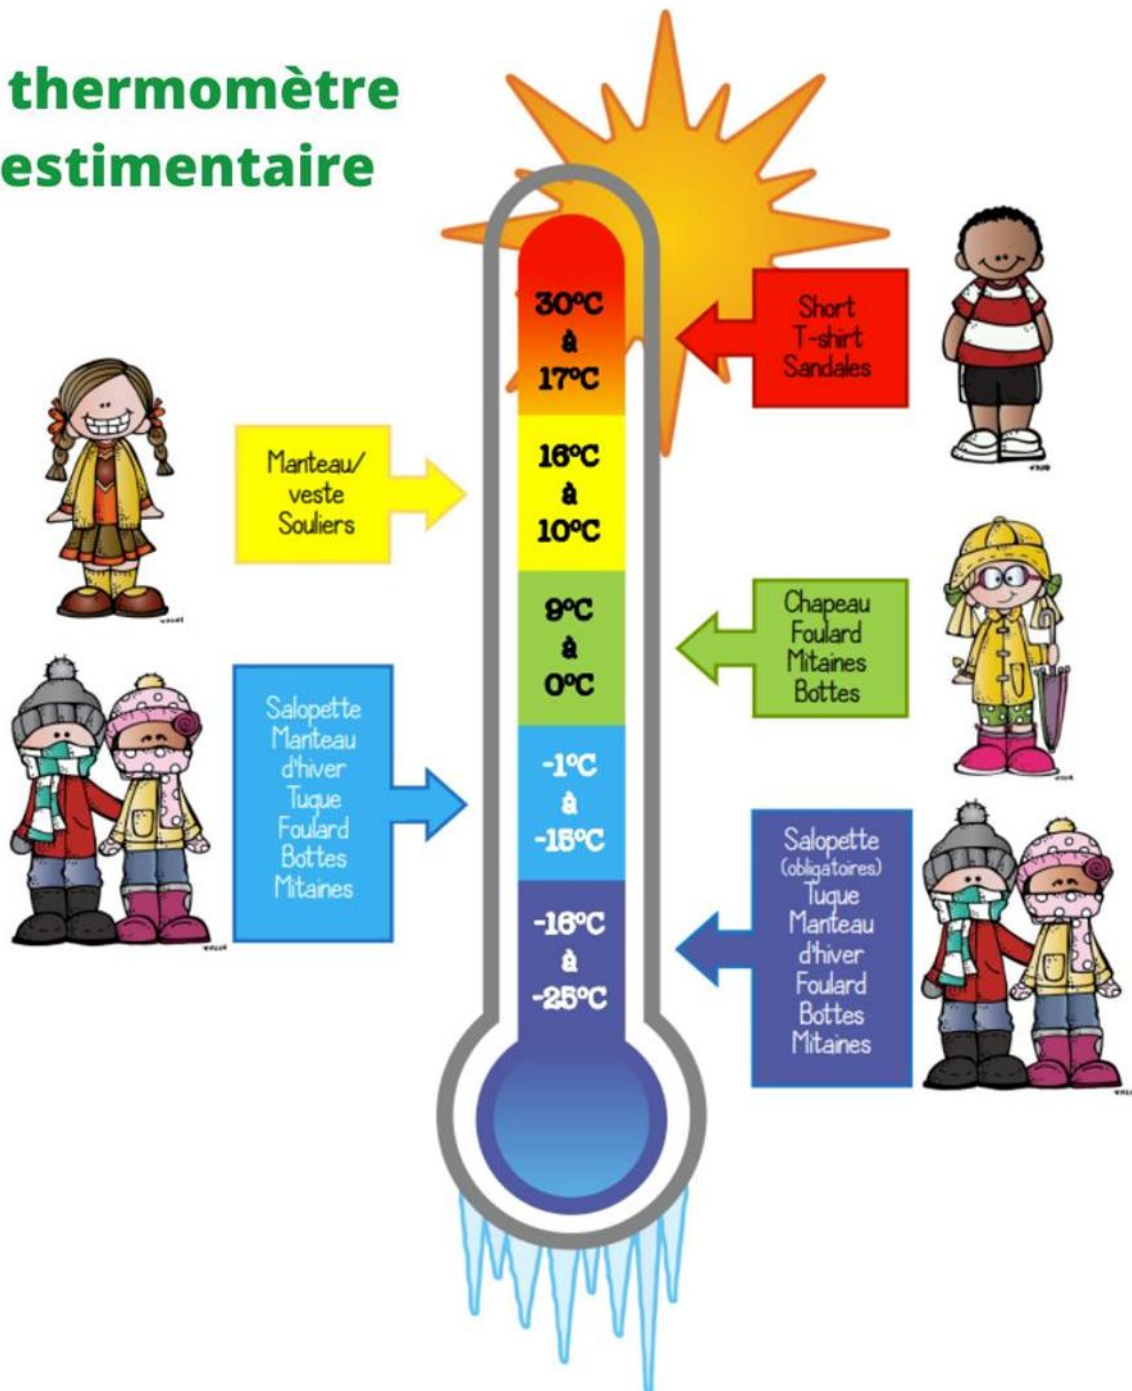 thermomètre
estimentaire
30°C
à
17°C
Short
T-shirt
Sandales
Manteau/
veste
Souliers
16°C
à
10°C
9°C
à
0°C
Chapeau
Foulard
Mitaines
Bottes
Salopette
Manteau
d'hiver
Tuque
Foulard
Bottes
Mitaines
-1°C
à
-15°C
-16°C
à
-25°C
Salopette
(obligatoires)
Tuque
Manteau
d'hiver
Foulard
Bottes
Mitaines